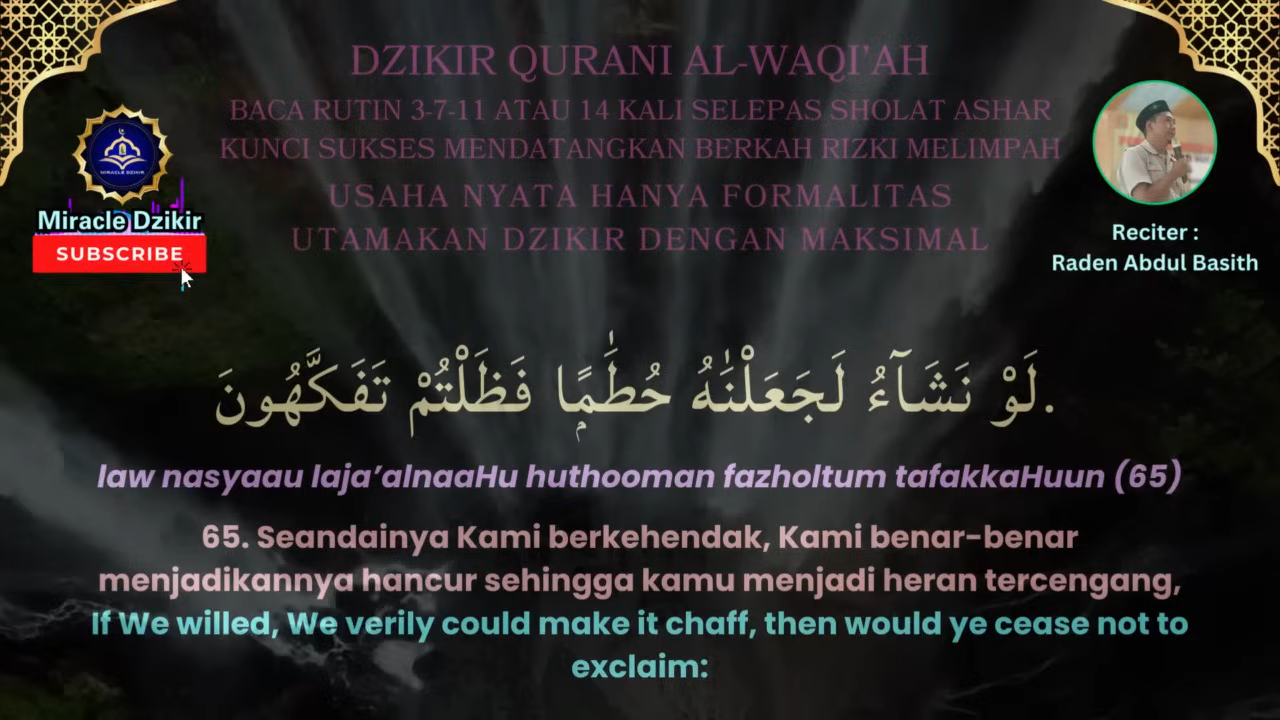 DZIKIR QURANI AL-WAQI'AH
BACA RUTIN 3-7-11 ATAU 14 KALI SELEPAS SHOLAT ASHAR
KUNCI SUKSES MENDATANGKAN BERKAH RIZKI MELIMPAH
USAHA NYATA HANYA FORMALITAS
UTAMAKAN DZIKIR DENGAN MAKSIMAL
MIRACLE DZIKIR
Miracle Dzikir
SUBSCRIBE
Reciter :
Raden Abdul Basith
لَوْ نَشَآءُ لَجَعَلْنَٰهُ حُطَٰمًۭا فَظَلْتُمْ تَفَكَّهُونَ.
law nasyaau laja’alnaaHu huthooman fazholtum tafakkaHuun (65)
65. Seandainya Kami berkehendak, Kami benar-benar
menjadikannya hancur sehingga kamu menjadi heran tercengang,
If We willed, We verily could make it chaff, then would ye cease not to
exclaim: